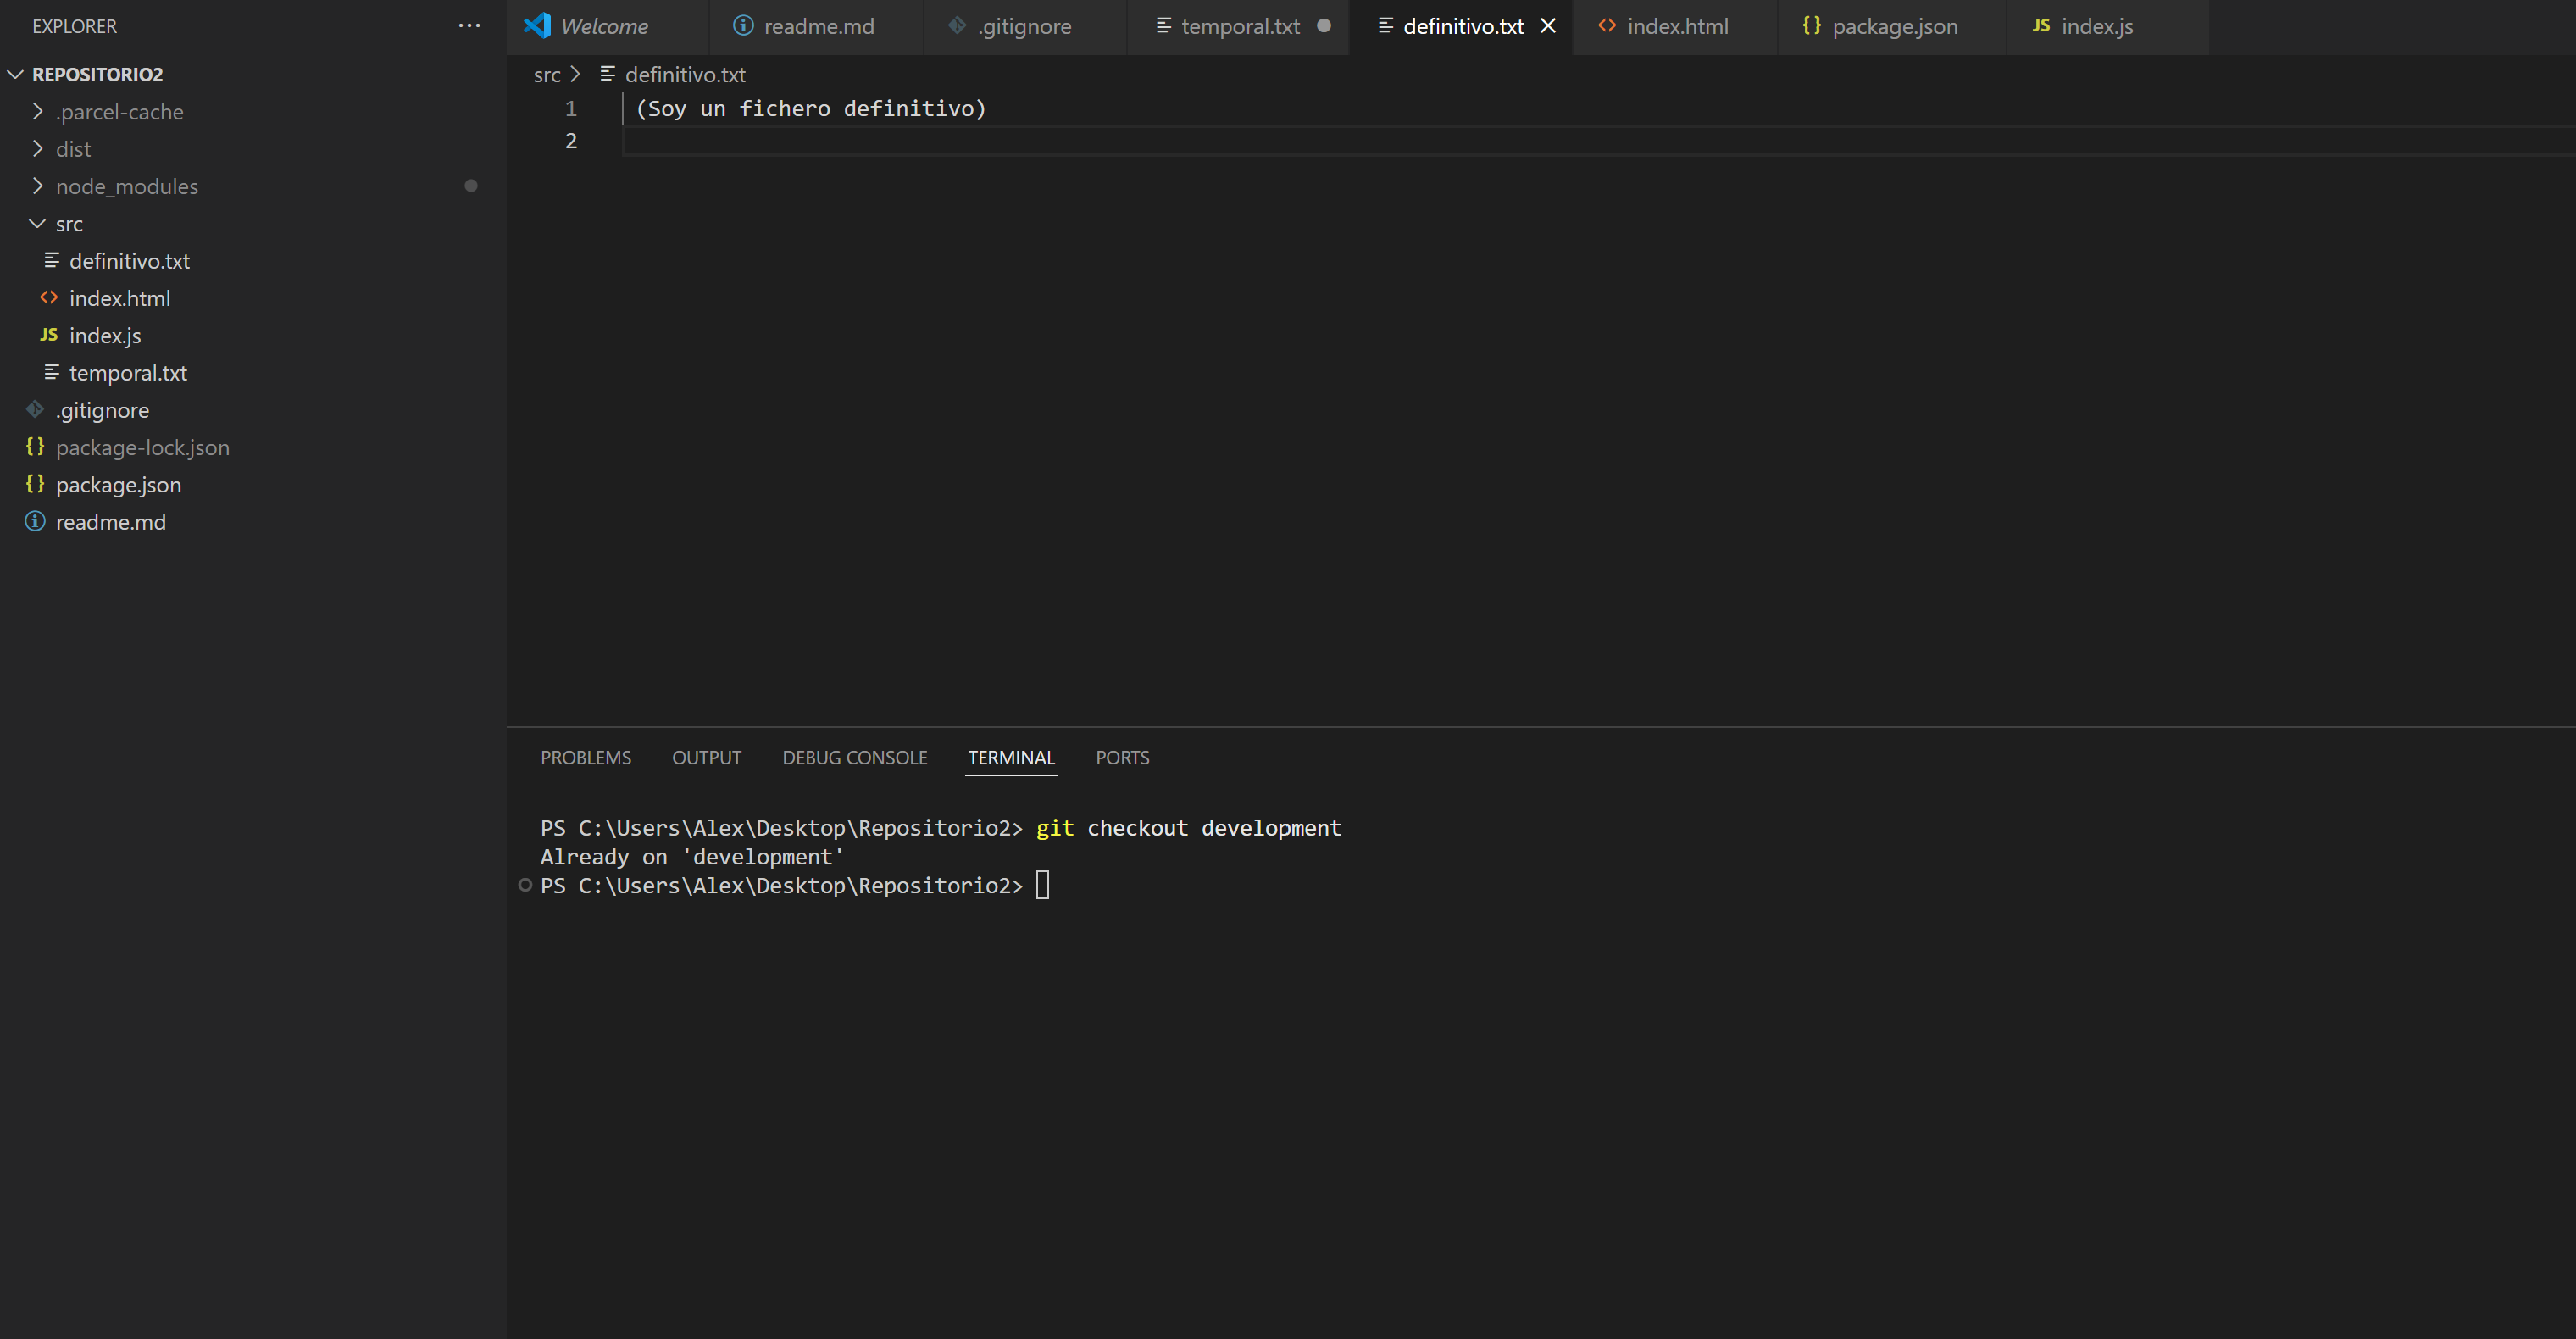 EXPLORER
REPOSITORIO2
.parcel-cache
dist
node_modules
src
definitivo.txt
index.html
JS index.js
temporal.txt
.gitignore
{} package-lock.json
{} package.json
readme.md
Welcome readme.md .gitignore temporal.txt definitivo.txt index.html {} package.json JS index.js
src > definitivo.txt
1 (Soy un fichero definitivo)
2
PROBLEMS OUTPUT DEBUG CONSOLE TERMINAL PORTS
PS C:\Users\Alex\Desktop\Repositorio2> git checkout development
Already on 'development'
PS C:\Users\Alex\Desktop\Repositorio2>